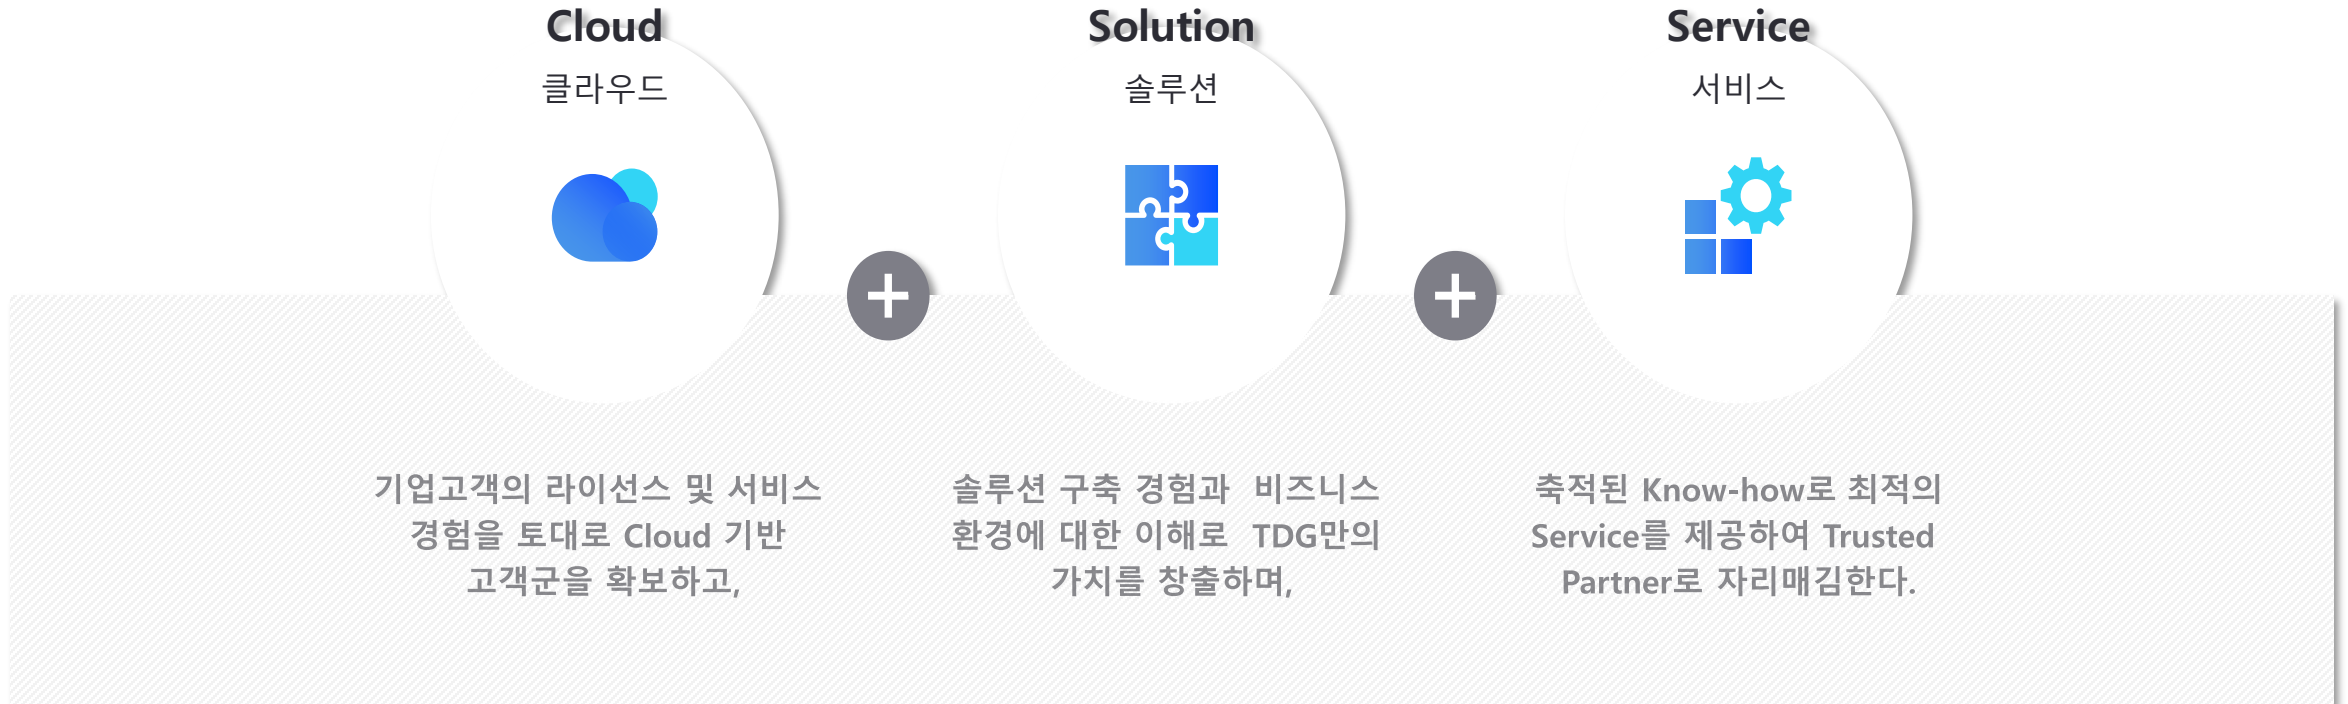 Cloud
클라우드
Solution
솔루션
Service
서비스
기업고객의 라이선스 및 서비스
경험을 토대로 Cloud 기반
고객군을 확보하고,
솔루션 구축 경험과 비즈니스
환경에 대한 이해로 TDG만의
가치를 창출하며,
축적된 Know-how로 최적의
Service를 제공하여 Trusted
Partner로 자리매김한다.